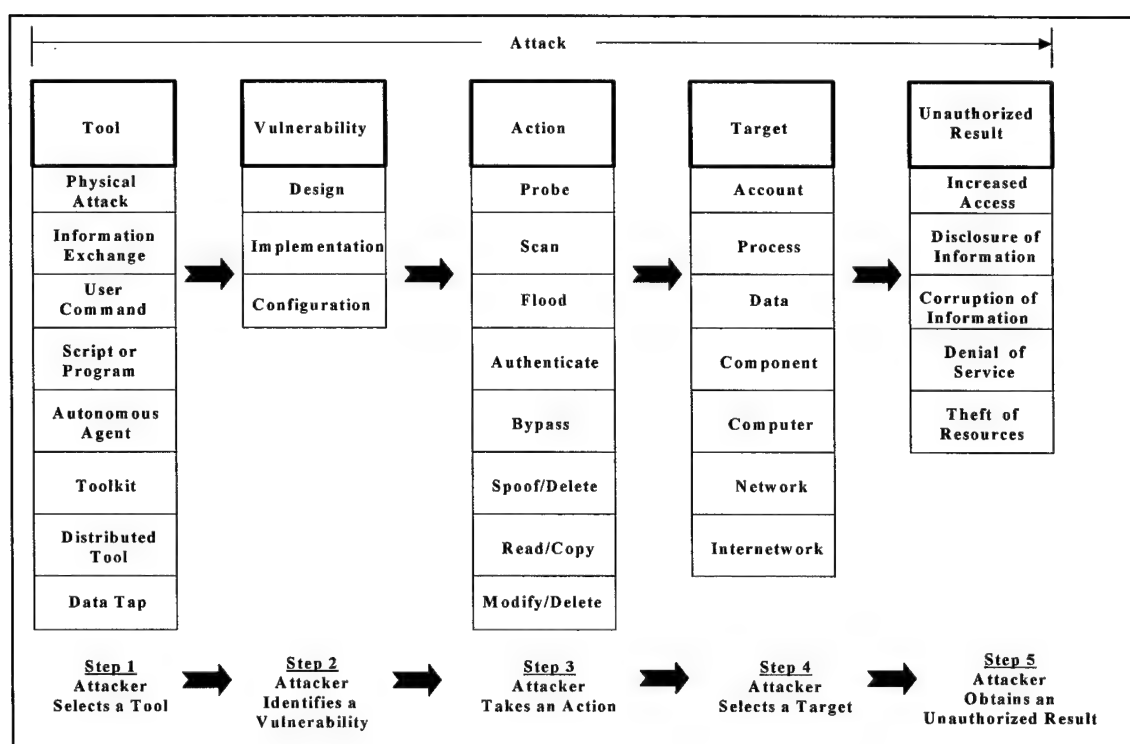 Attack
Tool
Physical
Attack
Information
Exchange
User
Command
Script or
Program
Autonomous
Agent
Toolkit
Distributed
Tool
Data Tap
Vulnerability
Design
Implementation
Configuration
Action
Probe
Scan
Flood
Authenticate
Bypass
Spoof/Delete
Read/Copy
Modify/Delete
Target
Account
Process
Data
Component
Computer
Network
Internetwork
Unauthorized
Result
Increased
Access
Disclosure of
Information
Corruption of
Information
Denial of
Service
Theft of
Resources
Step 1
Attacker
Selects a Tool
Step 2
Attacker
Identifies a
Vulnerability
Step 3
Attacker
Takes an Action
Step 4
Attacker
Selects a Target
Step 5
Attacker
Obtains an
Unauthorized Result